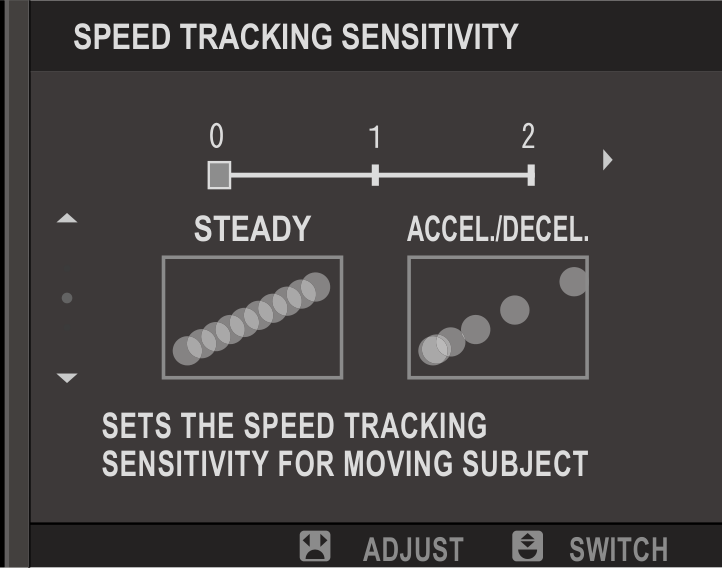 SPEED TRACKING SENSITIVITY
0 1 2
STEADY ACCEL./DECEL.
SETS THE SPEED TRACKING
SENSITIVITY FOR MOVING SUBJECT
ADJUST SWITCH